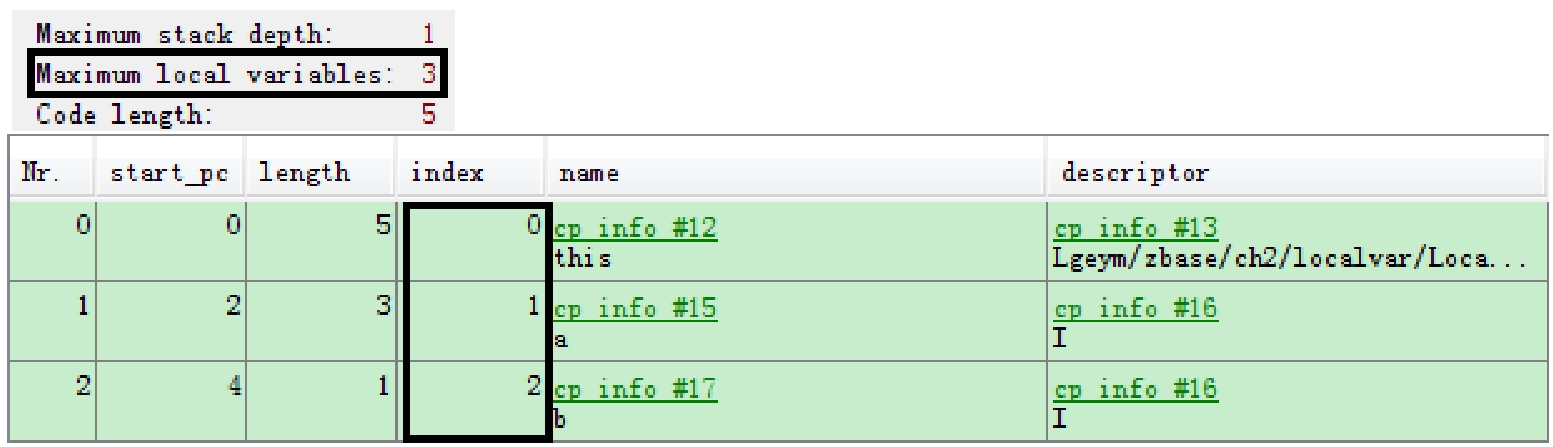 Maximum stack depth: 1
Maximum local variables: 3
Code length: 5
Nr. start_pc length index name descriptor
0 0 5 0 cp info #12 cp info #13
this Lgeym/zbase/ch2/localvar/Loca...
1 2 3 1 cp info #15 cp info #16
a I
2 4 1 2 cp info #17 cp info #16
b I